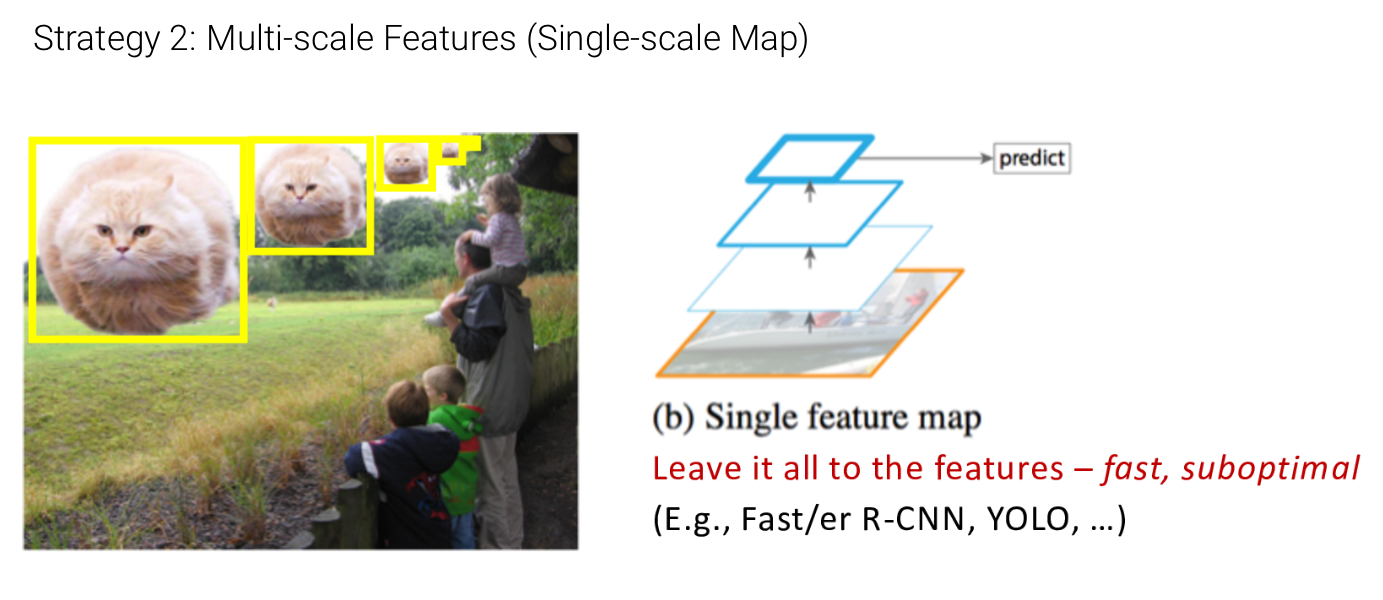 Strategy 2: Multi-scale Features (Single-scale Map)
predict
(b) Single feature map
Leave it all to the features – fast, suboptimal
(E.g., Fast/er R-CNN, YOLO, …)